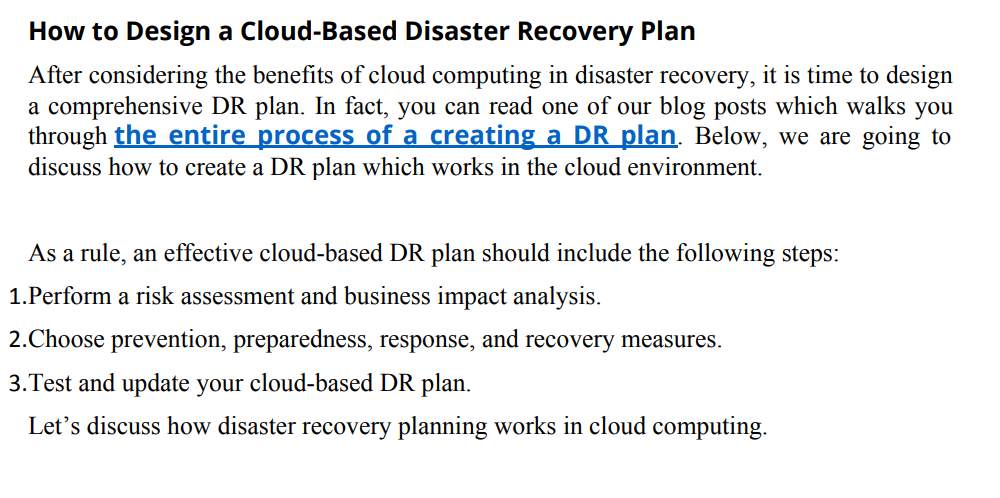 How to Design a Cloud-Based Disaster Recovery Plan
After considering the benefits of cloud computing in disaster recovery, it is time to design
a comprehensive DR plan. In fact, you can read one of our blog posts which walks you
through the entire process of a creating a DR plan. Below, we are going to
discuss how to create a DR plan which works in the cloud environment.
As a rule, an effective cloud-based DR plan should include the following steps:
1.Perform a risk assessment and business impact analysis.
2.Choose prevention, preparedness, response, and recovery measures.
3.Test and update your cloud-based DR plan.
Let’s discuss how disaster recovery planning works in cloud computing.